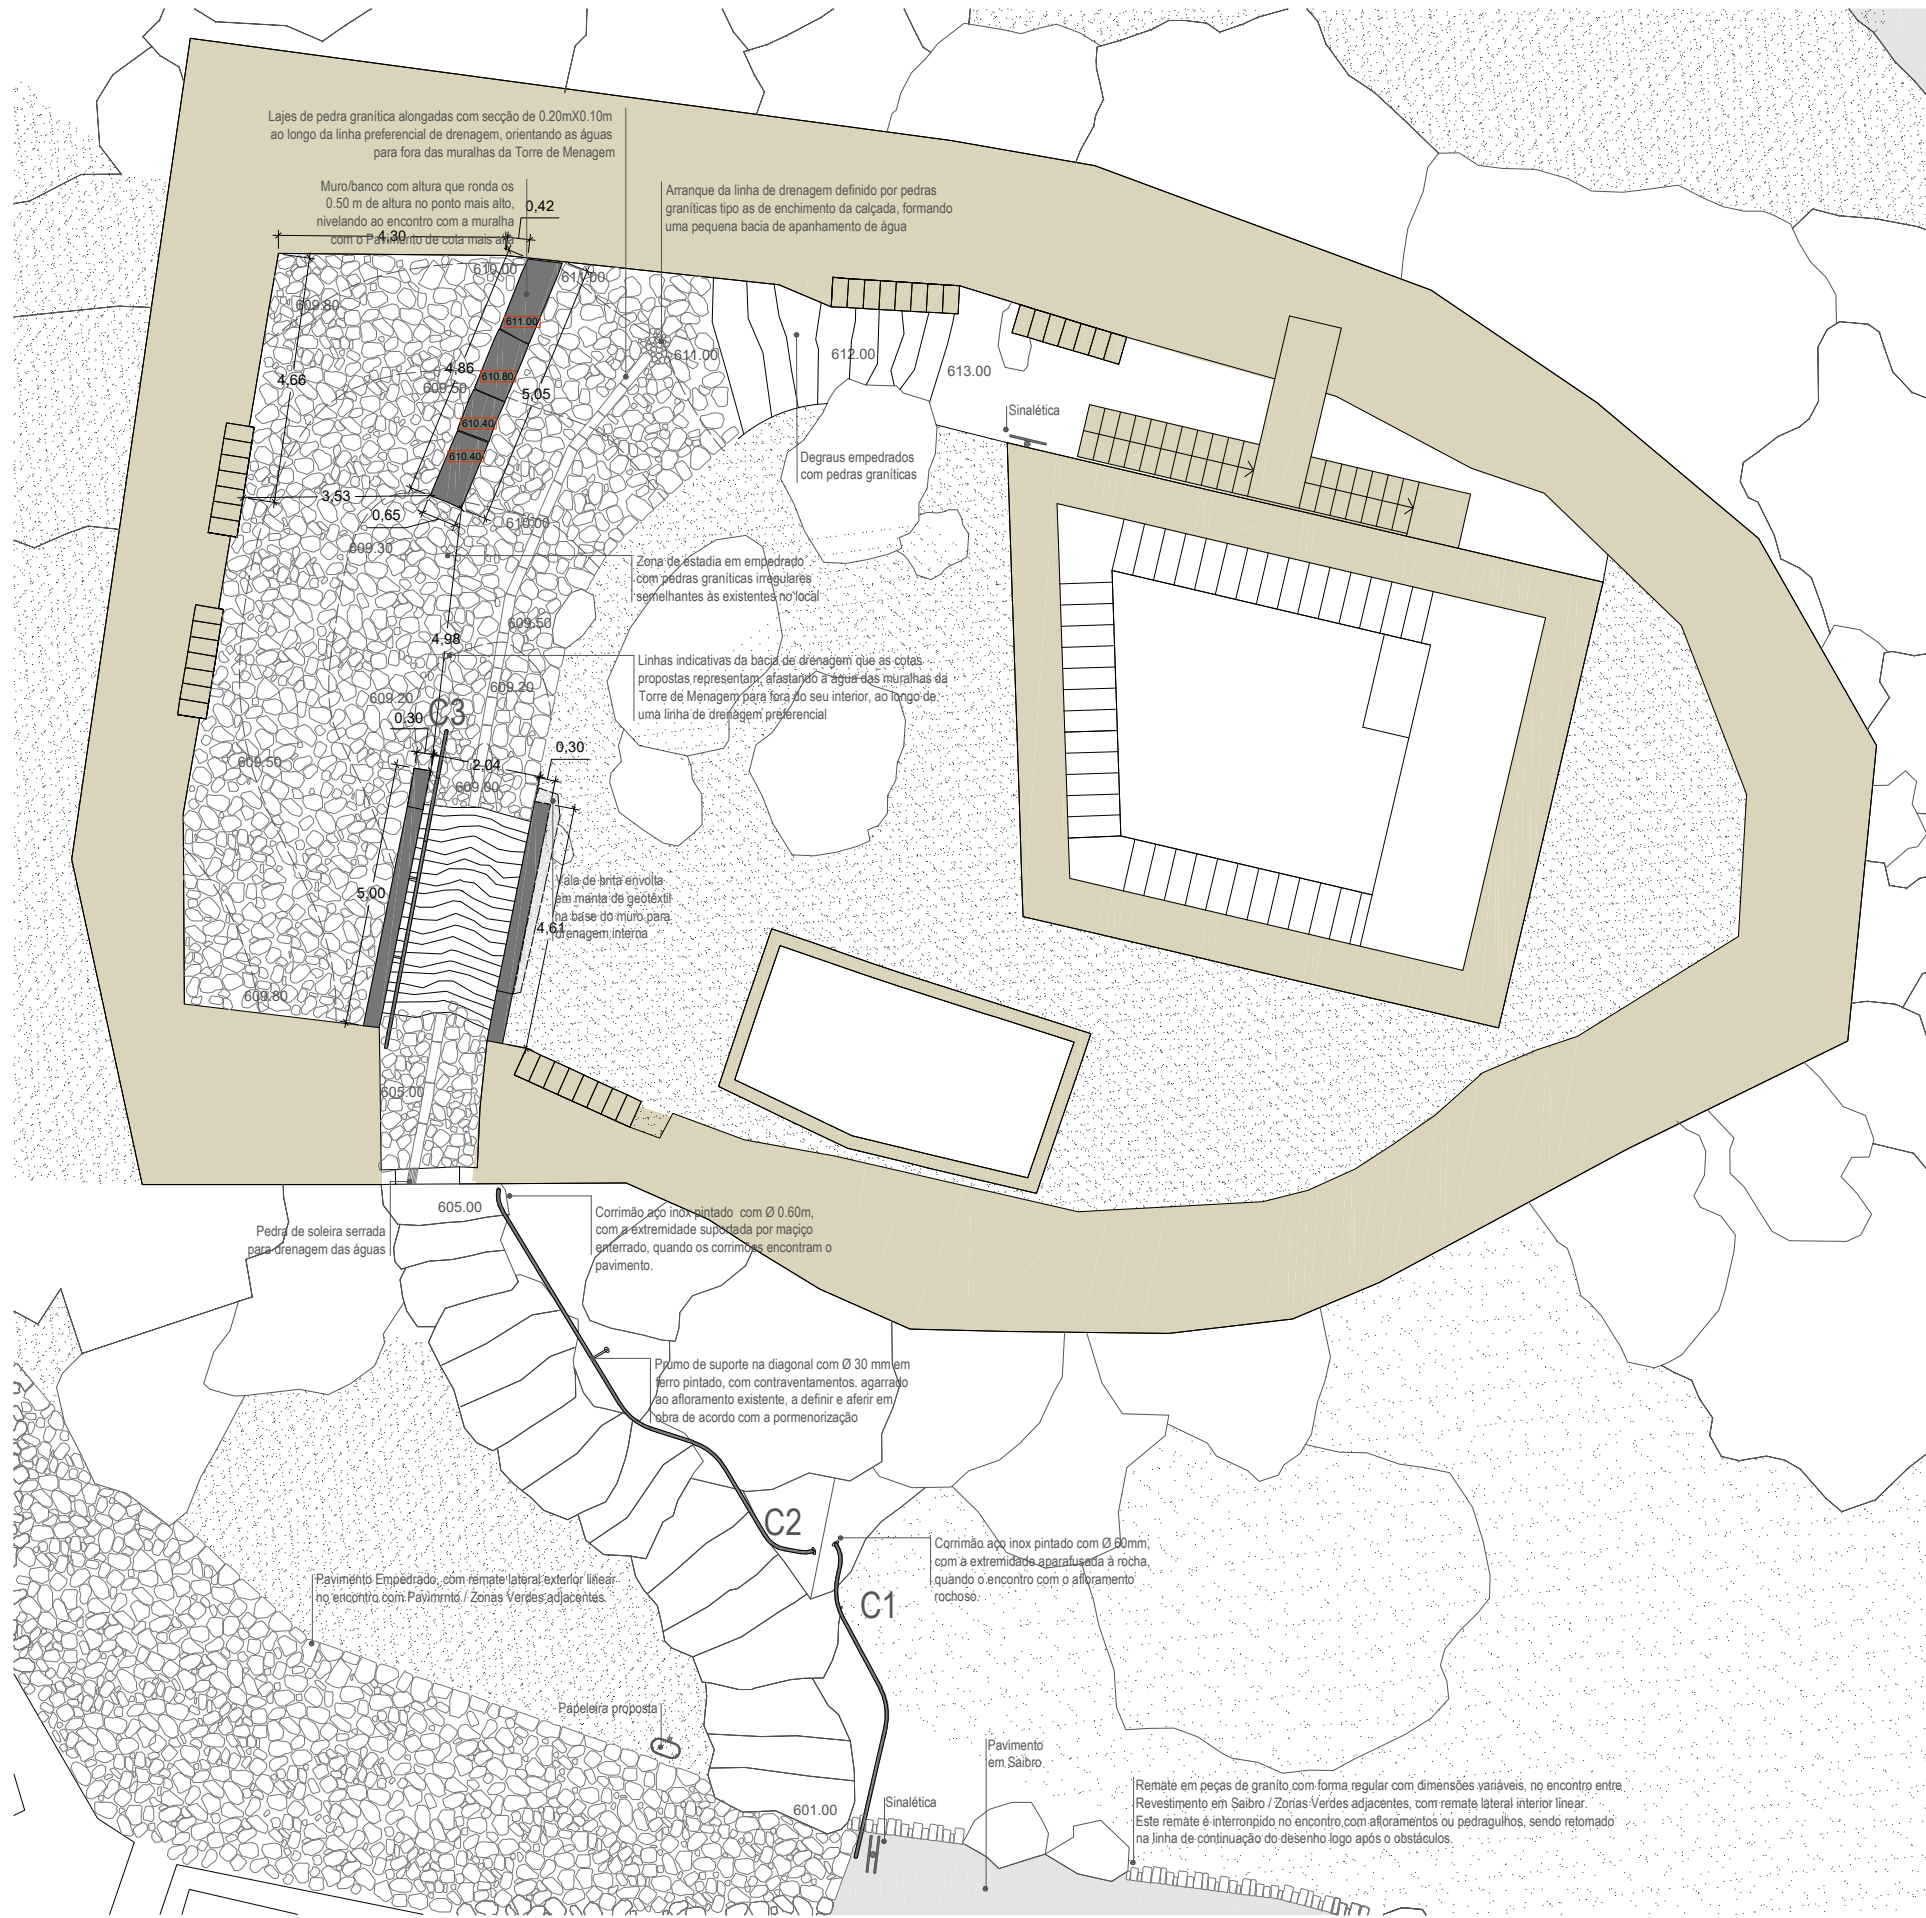 Lajes de pedra granítica alongadas com secção de 0.20mX0.10m
ao longo da linha preferencial de drenagem, orientando as águas
para fora das muralhas da Torre de Menagem
Muro/banco com altura que ronda os
0.50 m de altura no ponto mais alto,
nivelando ao encontro com a muralha
com o Pavimento de cota mais alta
0,42
4,30
Arranque da linha de drenagem definido por pedras
graníticas tipo as de enchimento da calçada, formando
uma pequena bacia de apanhamento de água
610.00
611.00
609.80
611.00
611.00
612.00
613.00
4,86
610.80
4,66
609.50
5,05
610.40
610.40
Sinalética
Degraus empedrados
com pedras graníticas
3,53
0,65
610.00
609.30
Zona de estadia em empedrado
com pedras graníticas irregulares
semelhantes às existentes no local
609.50
4,98
Linhas indicativas da bacia de drenagem que as cotas
propostas representam, afastando a água das muralhas da
Torre de Menagem para fora do seu interior, ao longo de
uma linha de drenagem preferencial
609.20
609.20
0,30
C3
0,30
2,04
609.50
609.00
Vala de brita envolta
em manta de geotêxtil
na base do muro para
drenagem interna
5,00
4,61
609.80
605.00
605.00
Pedra de soleira serrada
para drenagem das águas
Corrimão aço inox pintado com Ø 0.60m,
com a extremidade suportada por maciço
enterrado, quando os corrimões encontram o
pavimento.
Prumo de suporte na diagonal com Ø 30 mm em
ferro pintado, com contraventamentos. agarrado
ao afloramento existente, a definir e aferir em
obra de acordo com a pormenorização
C2
Corrimão aço inox pintado com Ø 60mm,
com a extremidade aparafusada à rocha,
quando o encontro com o afloramento
rochoso.
C1
Pavimento Empedrado, com remate lateral exterior linear
no encontro com Pavimrnto / Zonas Verdes adjacentes.
Papeleira proposta
Pavimento
em Saibro
601.00
Sinalética
Remate em peças de granito com forma regular com dimensões variáveis, no encontro entre
Revestimento em Saibro / Zonas Verdes adjacentes, com remate lateral interior linear.
Este remate é interronpido no encontro com afloramentos ou pedragulhos, sendo retomado
na linha de continuação do desenho logo após o obstáculos.